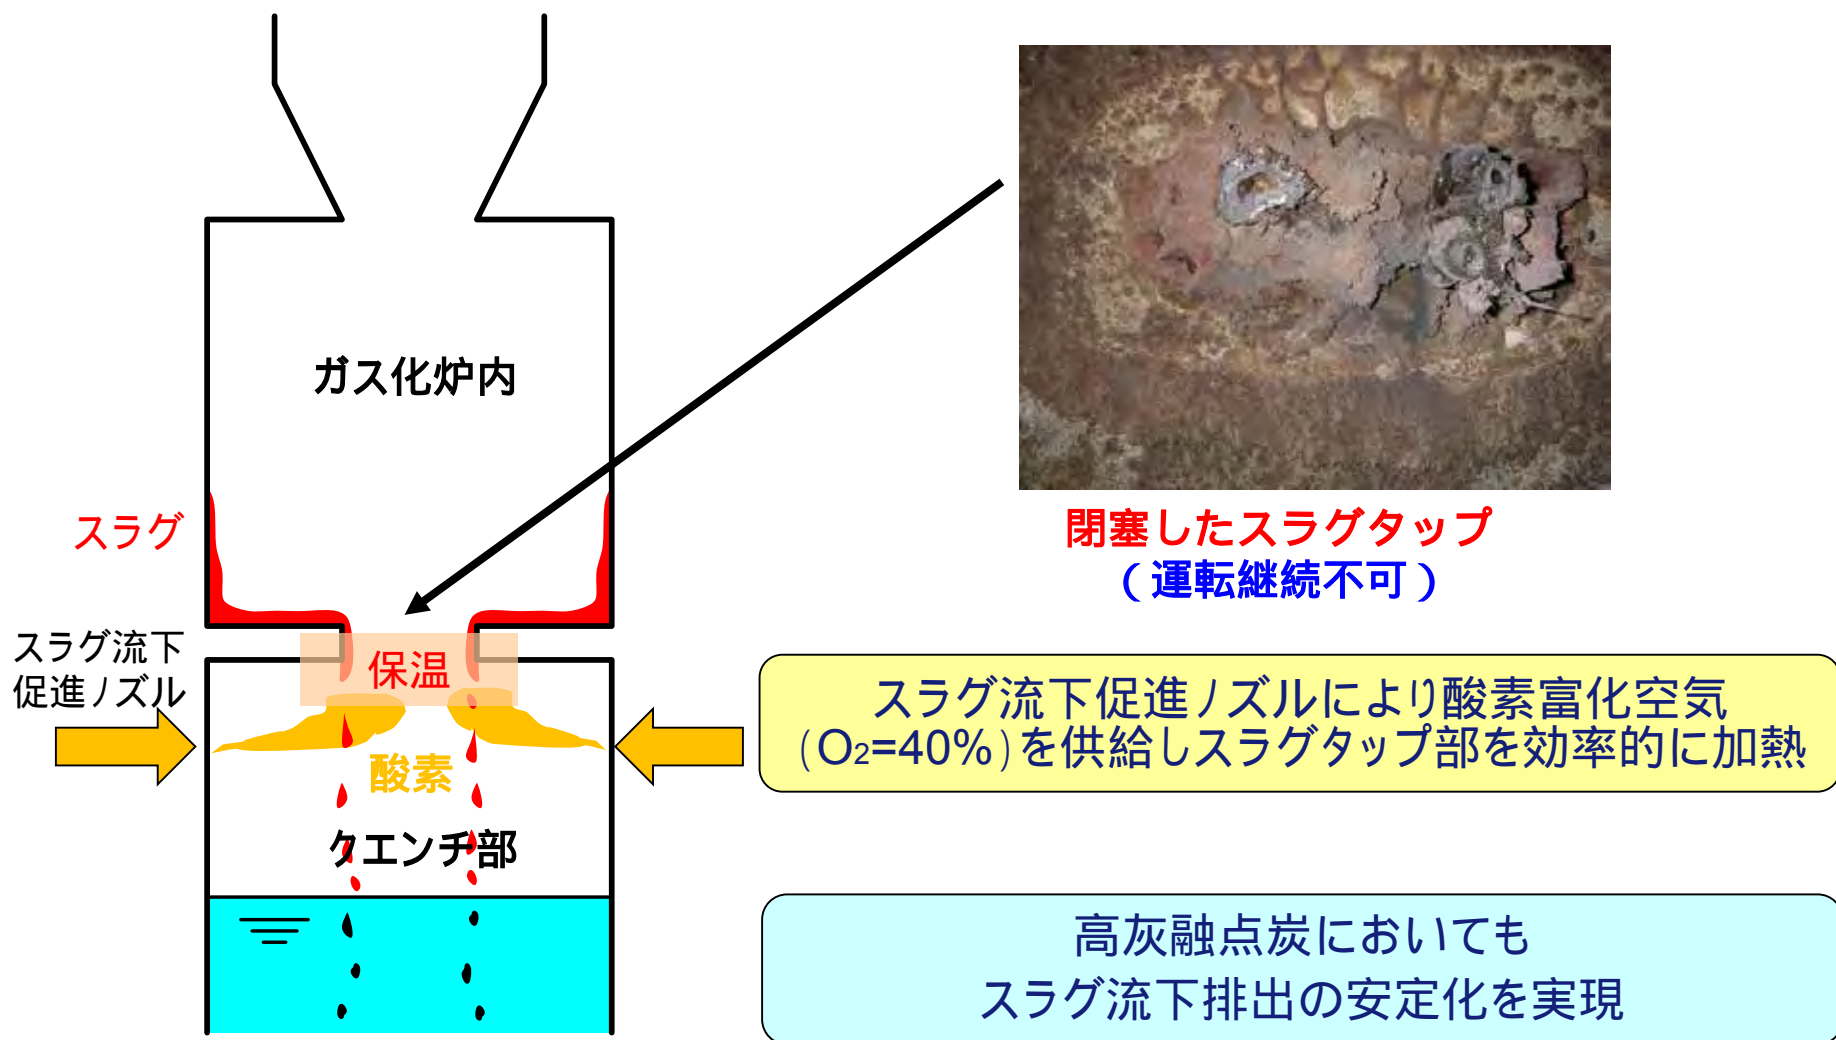 ガス化炉内
スラグ
閉塞したスラグタップ
（運転継続不可）
スラグ流下
促進ノズル
保温
酸素
クエンチ部
スラグ流下促進ノズルにより酸素富化空気
(O2=40%)を供給しスラグタップ部を効率的に加熱
高灰融点炭においても
スラグ流下排出の安定化を実現